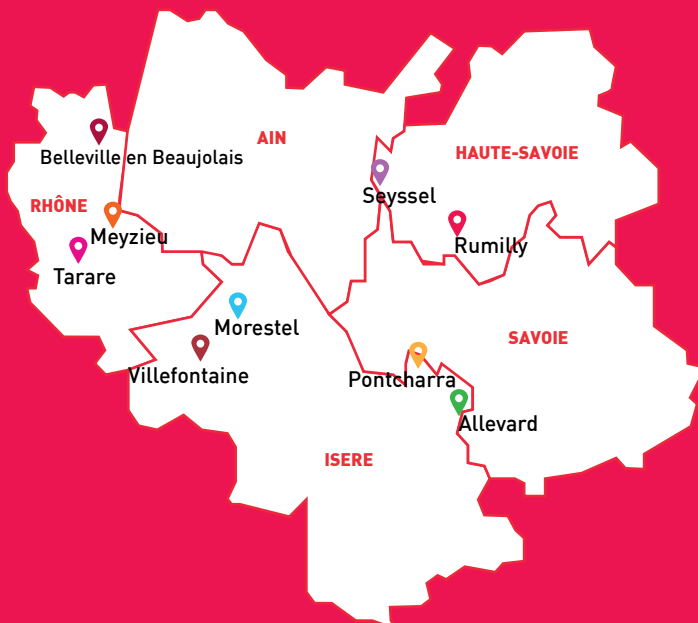 AIN
Belleville en Beaujolais
HAUTE-SAVOIE
Seyssel
RHÔNE
Meyzieu
Rumilly
Tarare
Morestel
SAVOIE
Villefontaine
Pontcharra
Allevard
ISERE